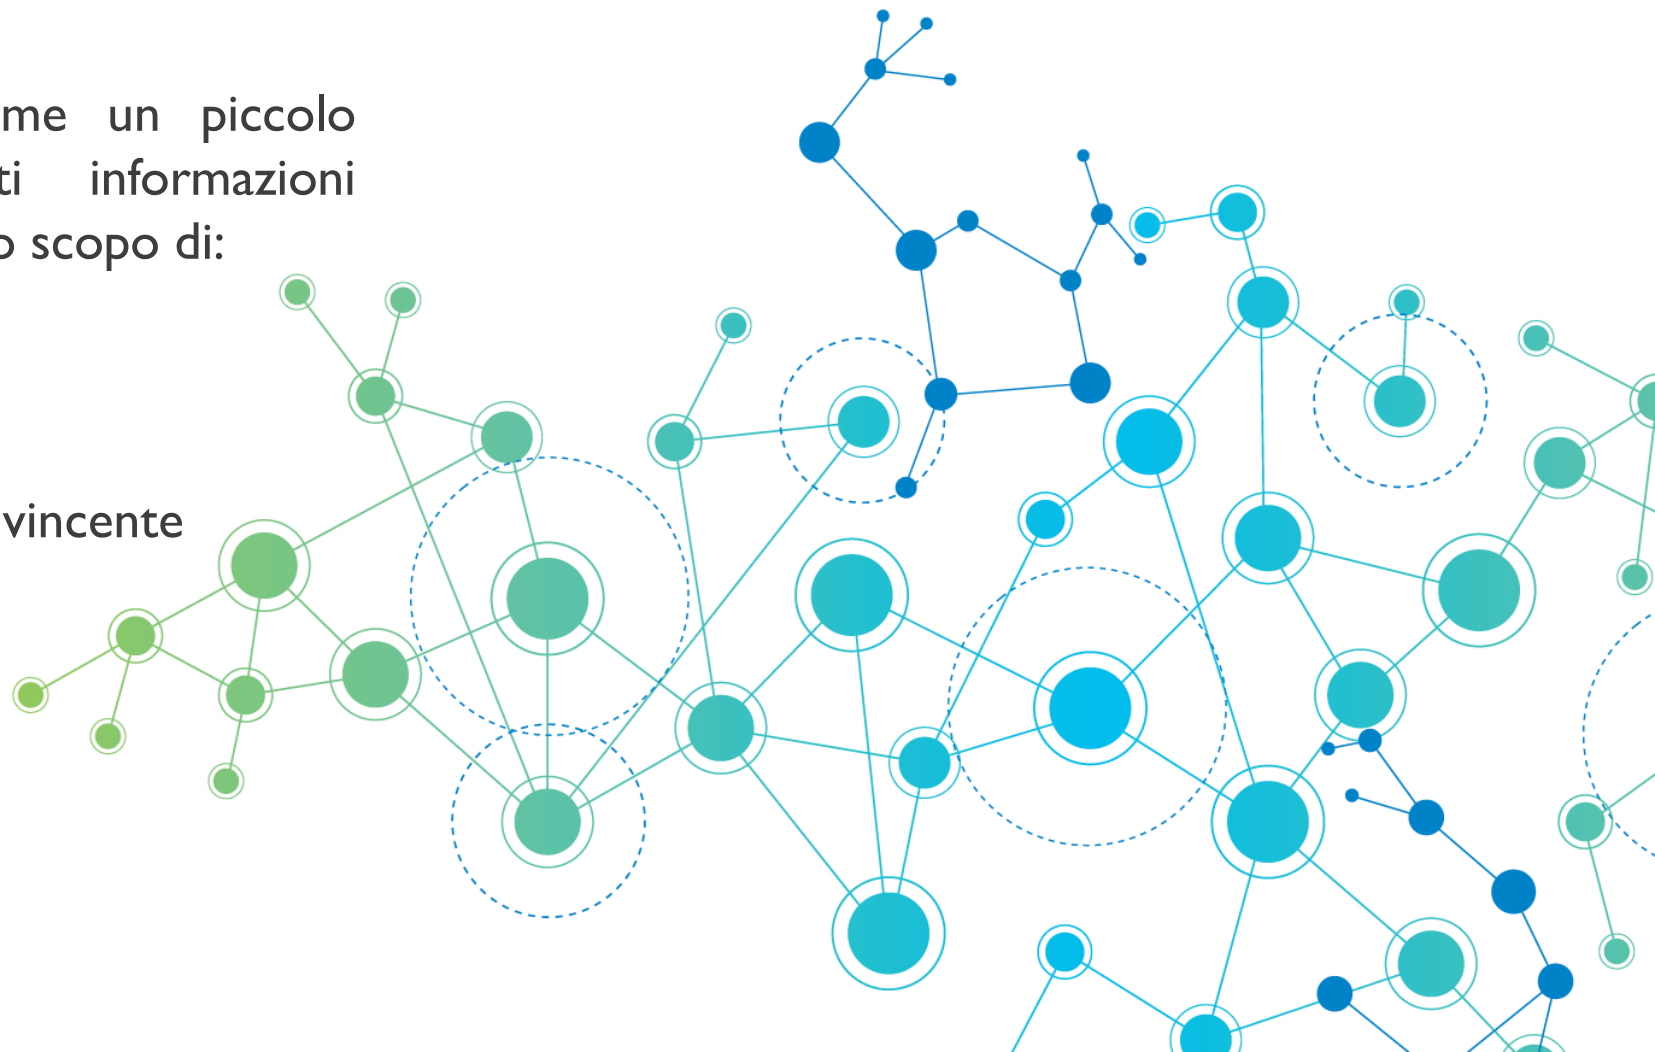 me un piccolo
ti informazioni
o scopo di:
vincente